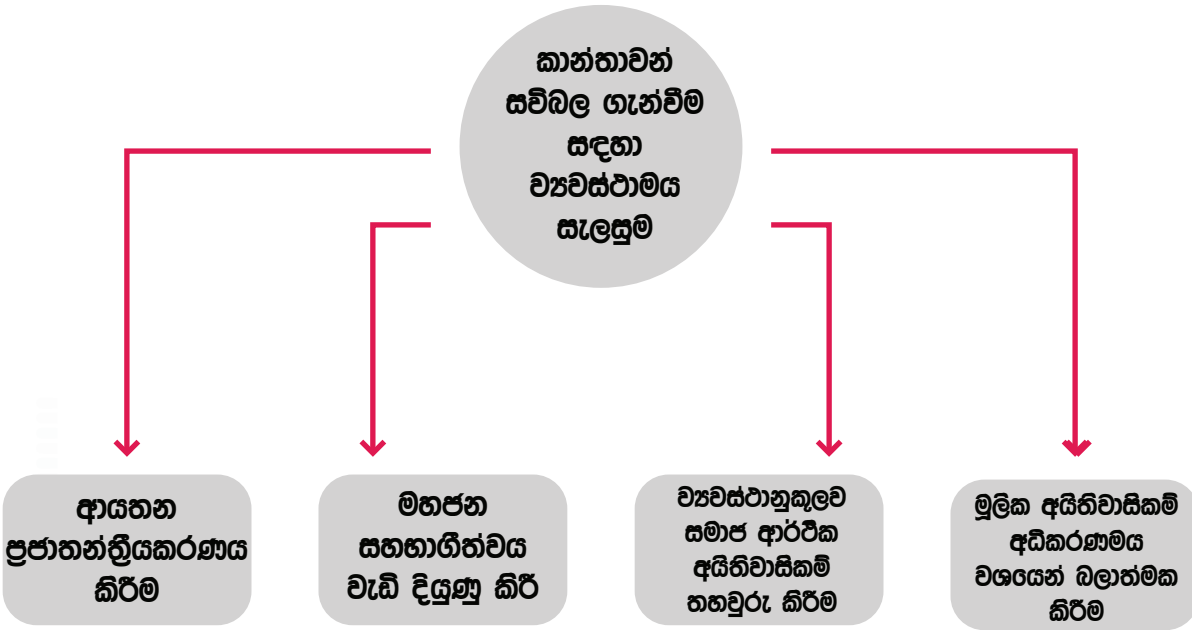 කාන්තාවන්
සවිබල ගැන්වීම
සඳහා
ව්‍යවස්ථාමය
සැලසුම
ආයතන
ප්‍රජාතන්ත්‍රීයකරණය
කිරීම
මහජන
සහභාගීත්වය
වැඩි දියුණු කිරී
ව්‍යවස්ථානුකූලව
සමාජ ආර්ථික
අයිතිවාසිකම්
තහවුරු කිරීම
මූලික අයිතිවාසිකම්
අධිකරණමය
වශයෙන් බලාත්මක
කිරීම